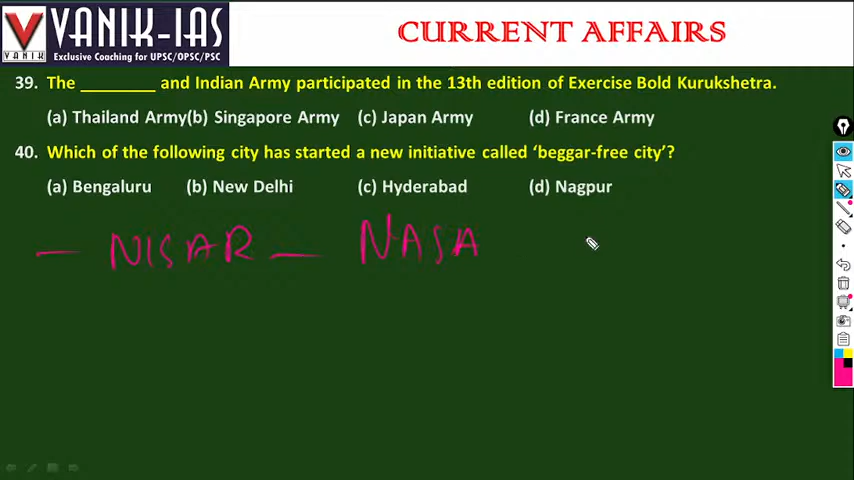 VANIK-IAS
Exclusive Coaching for UPSC/OPSC/PSC
VANIK
CURRENT AFFAIRS
39. The ________ and Indian Army participated in the 13th edition of Exercise Bold Kurukshetra.
(a) Thailand Army(b) Singapore Army (c) Japan Army (d) France Army
40. Which of the following city has started a new initiative called ‘beggar-free city’?
(a) Bengaluru (b) New Delhi (c) Hyderabad (d) Nagpur
— NISAR — NASA